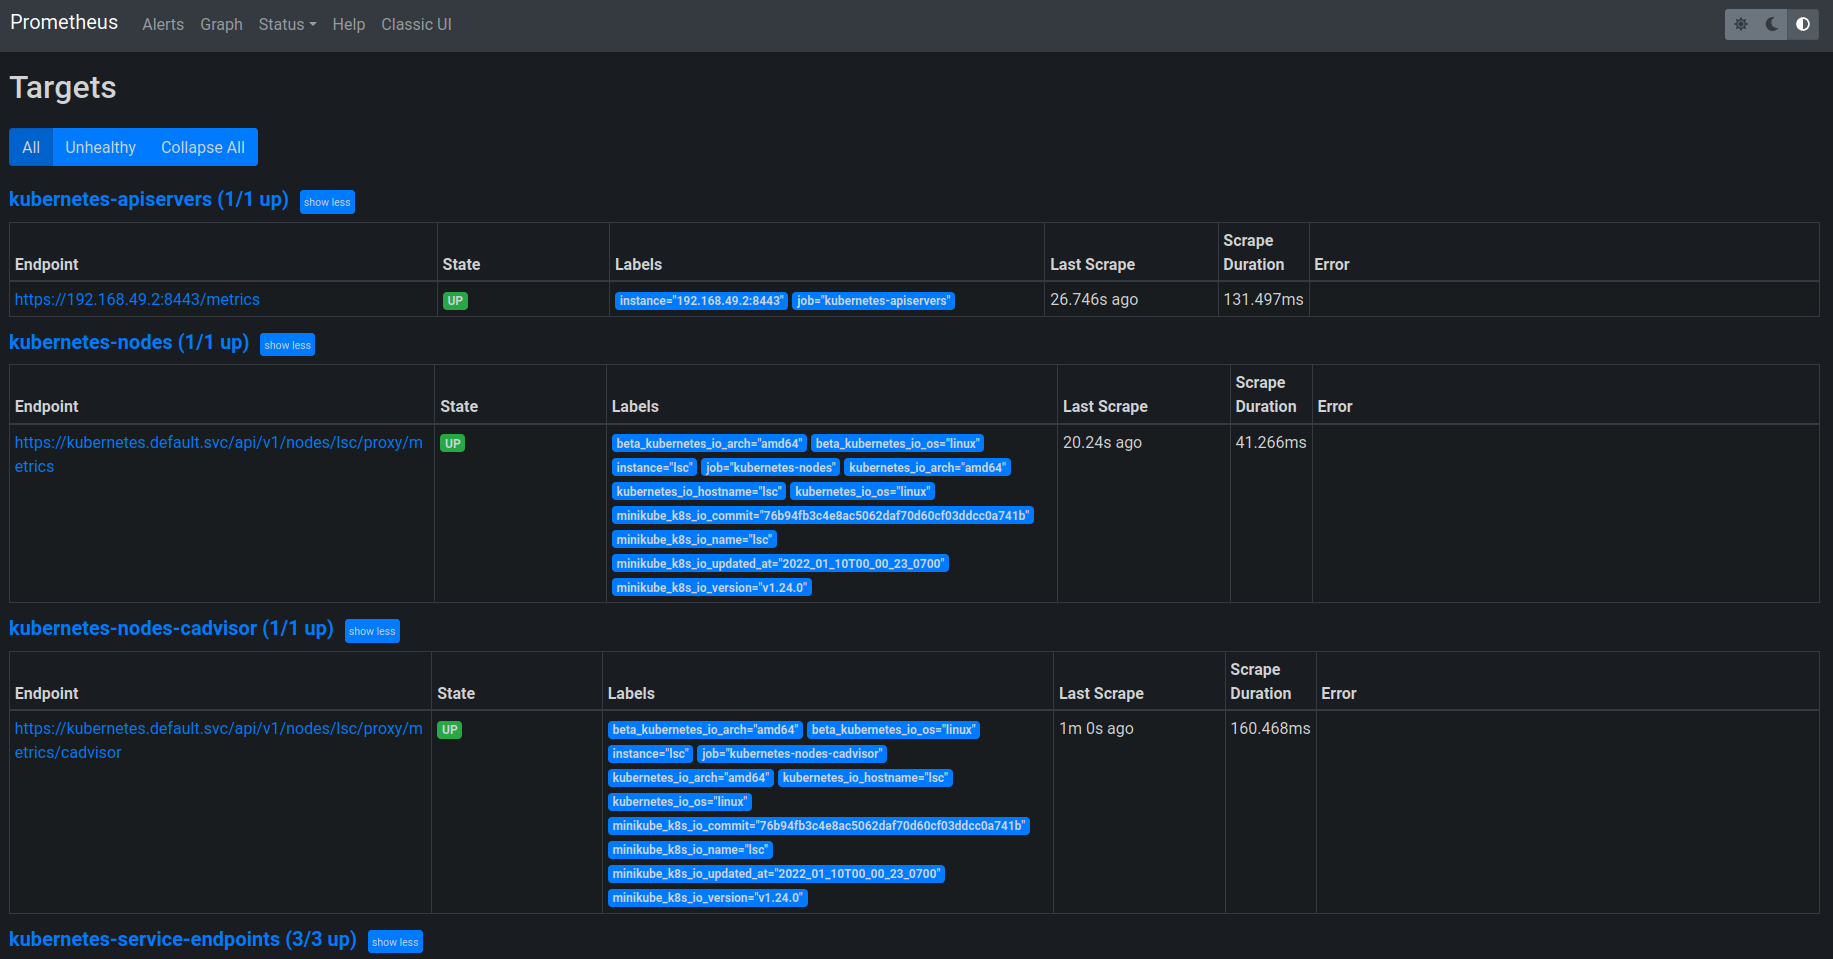 Prometheus Alerts Graph Status Help Classic UI
Targets
All Unhealthy Collapse All
kubernetes-apiservers (1/1 up) show less
Endpoint State Labels Last Scrape Scrape Duration Error
https://192.168.49.2:8443/metrics UP instance="192.168.49.2:8443" job="kubernetes-apiservers" 26.746s ago 131.497ms
kubernetes-nodes (1/1 up) show less
Endpoint State Labels Last Scrape Scrape Duration Error
https://kubernetes.default.svc/api/v1/nodes/lsc/proxy/m
etrics
UP
beta_kubernetes_io_arch="amd64" beta_kubernetes_io_os="linux"
instance="lsc" job="kubernetes-nodes" kubernetes_io_arch="amd64"
kubernetes_io_hostname="lsc" kubernetes_io_os="linux"
minikube_k8s_io_commit="76b94fb3c4e8ac5062daf70d60cf03ddcc0a741b"
minikube_k8s_io_name="lsc"
minikube_k8s_io_updated_at="2022_01_10T00_00_23_0700"
minikube_k8s_io_version="v1.24.0"
20.24s ago 41.266ms
kubernetes-nodes-cadvisor (1/1 up) show less
Endpoint State Labels Last Scrape Scrape Duration Error
https://kubernetes.default.svc/api/v1/nodes/lsc/proxy/m
etrics/cadvisor
UP
beta_kubernetes_io_arch="amd64" beta_kubernetes_io_os="linux"
instance="lsc" job="kubernetes-nodes-cadvisor"
kubernetes_io_arch="amd64" kubernetes_io_hostname="lsc"
kubernetes_io_os="linux"
minikube_k8s_io_commit="76b94fb3c4e8ac5062daf70d60cf03ddcc0a741b"
minikube_k8s_io_name="lsc"
minikube_k8s_io_updated_at="2022_01_10T00_00_23_0700"
minikube_k8s_io_version="v1.24.0"
1m 0s ago 160.468ms
kubernetes-service-endpoints (3/3 up) show less